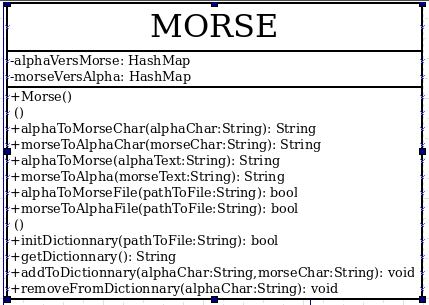 MORSE
-alphaVersMorse: HashMap
-morseVersAlpha: HashMap
+Morse()
()
+alphaToMorseChar(alphaChar:String): String
+morseToAlphaChar(morseChar:String): String
+alphaToMorse(alphaText:String): String
+morseToAlpha(morseText:String): String
+alphaToMorseFile(pathToFile:String): bool
+morseToAlphaFile(pathToFile:String): bool
()
+initDictionnary(pathToFile:String): bool
+getDictionnary(): String
+addToDictionnary(alphaChar:String,morseChar:String): void
+removeFromDictionnary(alphaChar:String): void